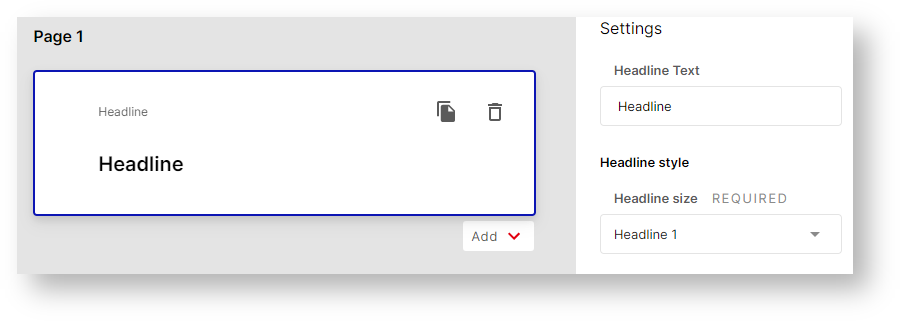 Page 1
Headline
Headline
Add
Settings
Headline Text
Headline
Headline style
Headline size REQUIRED
Headline 1